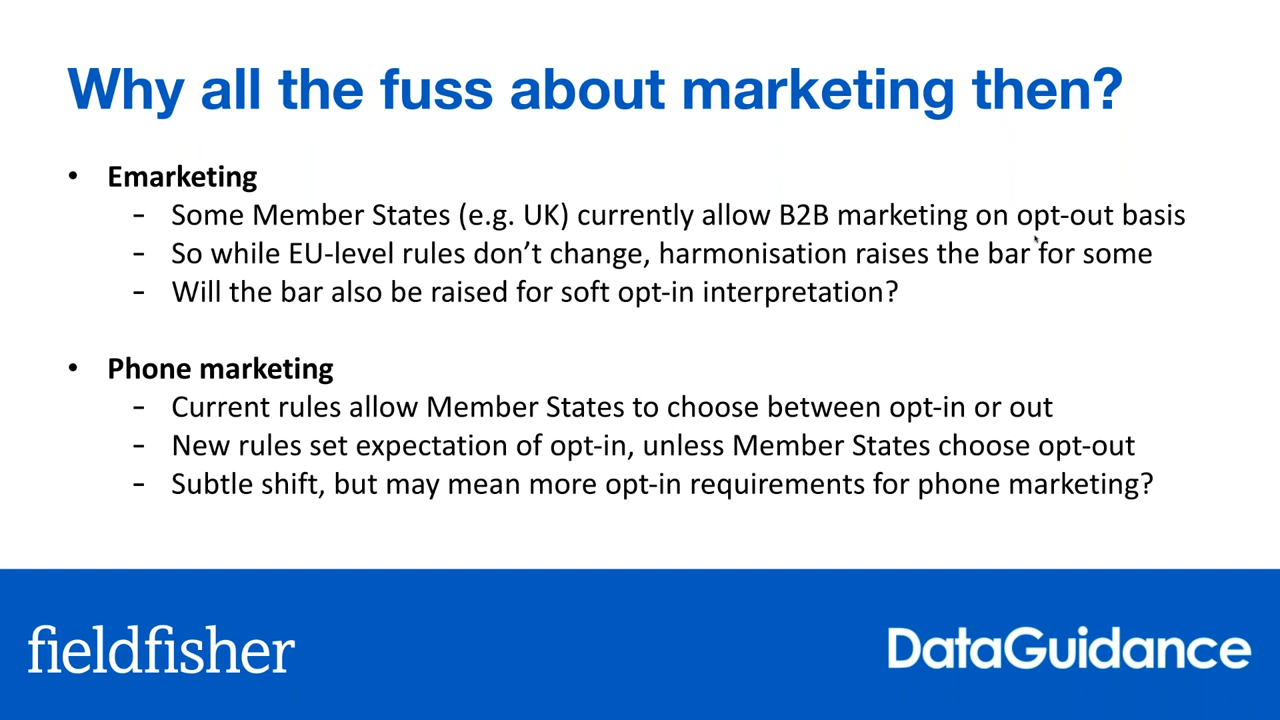 Why all the fuss about marketing then?
• Emarketing
- Some Member States (e.g. UK) currently allow B2B marketing on opt-out basis
- So while EU-level rules don’t change, harmonisation raises the bar for some
- Will the bar also be raised for soft opt-in interpretation?
• Phone marketing
- Current rules allow Member States to choose between opt-in or out
- New rules set expectation of opt-in, unless Member States choose opt-out
- Subtle shift, but may mean more opt-in requirements for phone marketing?
fieldfisher
DataGuidance